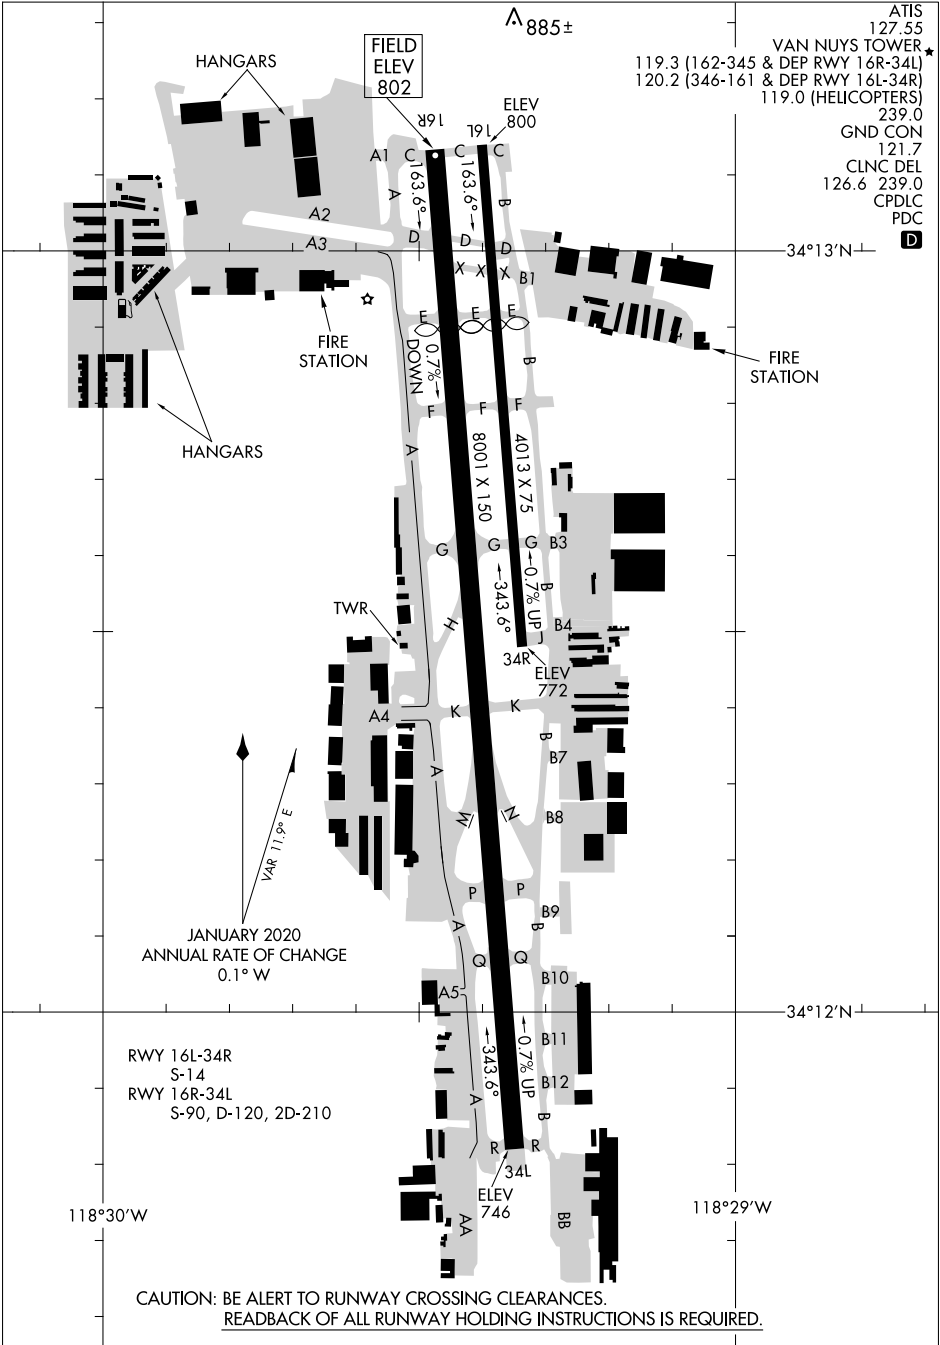 885±
ATIS
127.55
VAN NUYS TOWER
119.3 (162-345 & DEP RWY 16R-34L)
120.2 (346-161 & DEP RWY 16L-34R)
119.0 (HELICOPTERS)
239.0
GND CON
121.7
CLNC DEL
126.6 239.0
CPDLC
PDC
D
FIELD
ELEV
802
HANGARS
16R
16L
ELEV
800
A1 C C C
163.6°
163.6°
A
B
A2
A3
D D D
34°13'N
X X X B1
E E E
FIRE
STATION
FIRE
STATION
0.7%
DOWN
B
F F F
HANGARS
A
8001 X 150
4013 X 75
G G G B3
343.6°
0.7% UP
B
TWR
H
B4
34R
ELEV
772
A4 K K
B
B7
A
M
N
B8
VAR 11.9° E
P P
B9
A
B
JANUARY 2020
ANNUAL RATE OF CHANGE
0.1° W
Q Q
B10
A5
34°12'N
B11
343.6°
0.7% UP
B12
A
B
RWY 16L-34R
S-14
RWY 16R-34L
S-90, D-120, 2D-210
R R
34L
ELEV
746
118°30'W
118°29'W
AA
BB
CAUTION: BE ALERT TO RUNWAY CROSSING CLEARANCES.
READBACK OF ALL RUNWAY HOLDING INSTRUCTIONS IS REQUIRED.